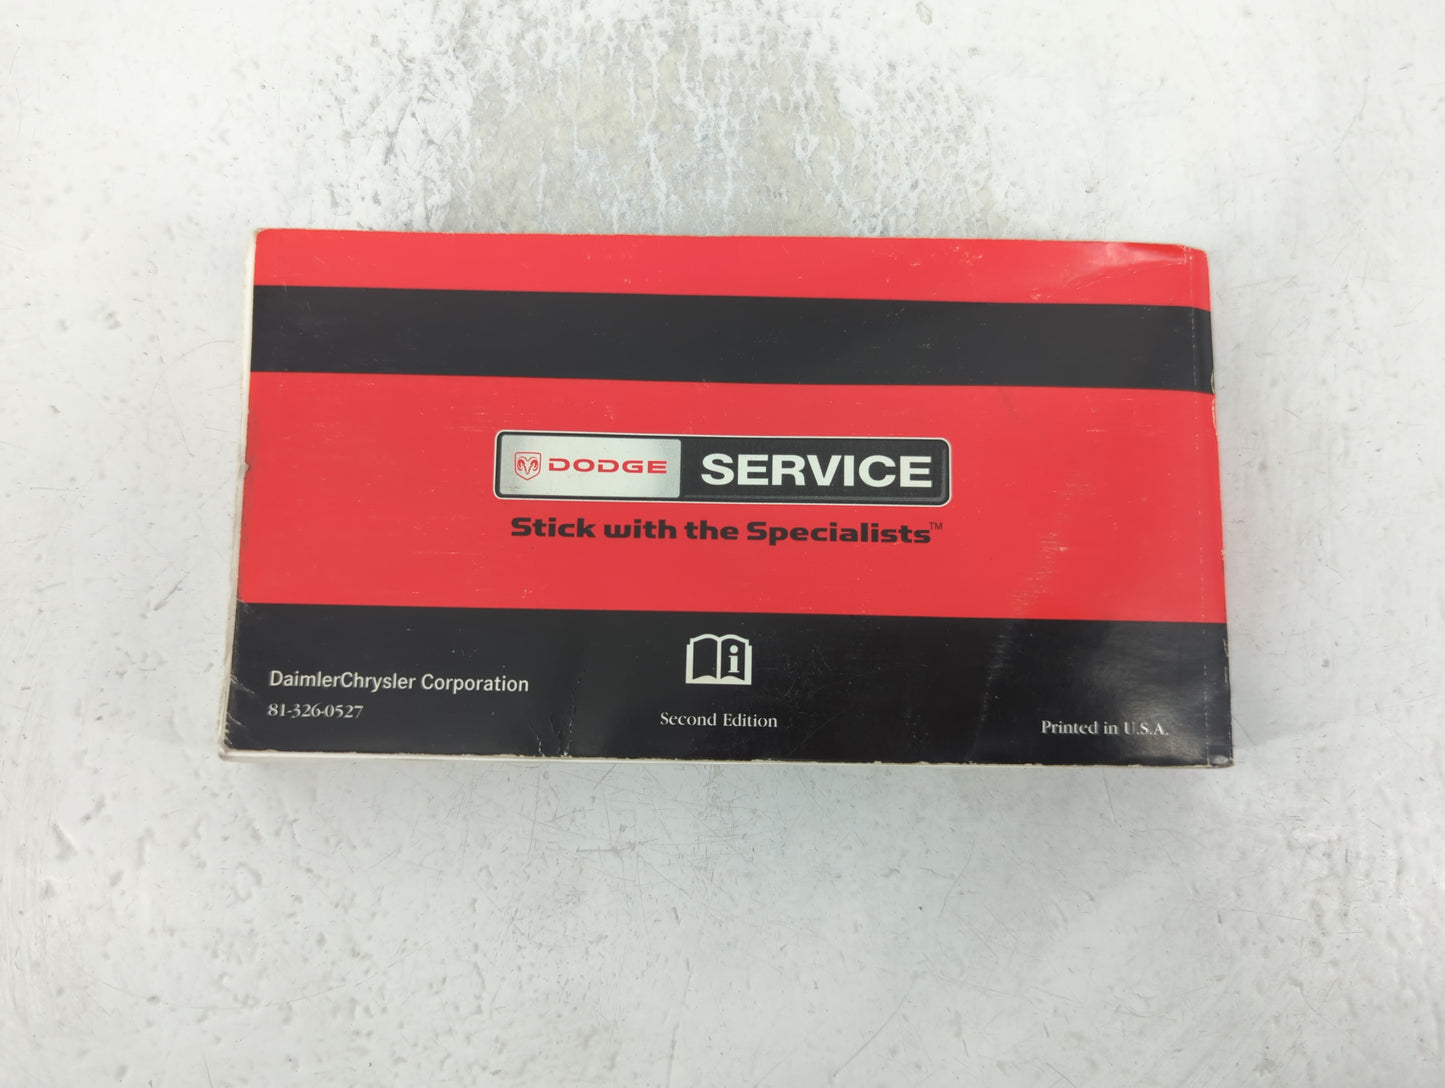 DODGE SERVICE
Stick with the Specialists™
DaimlerChrysler Corporation
81-326-0527
i
Second Edition
Printed in U.S.A.